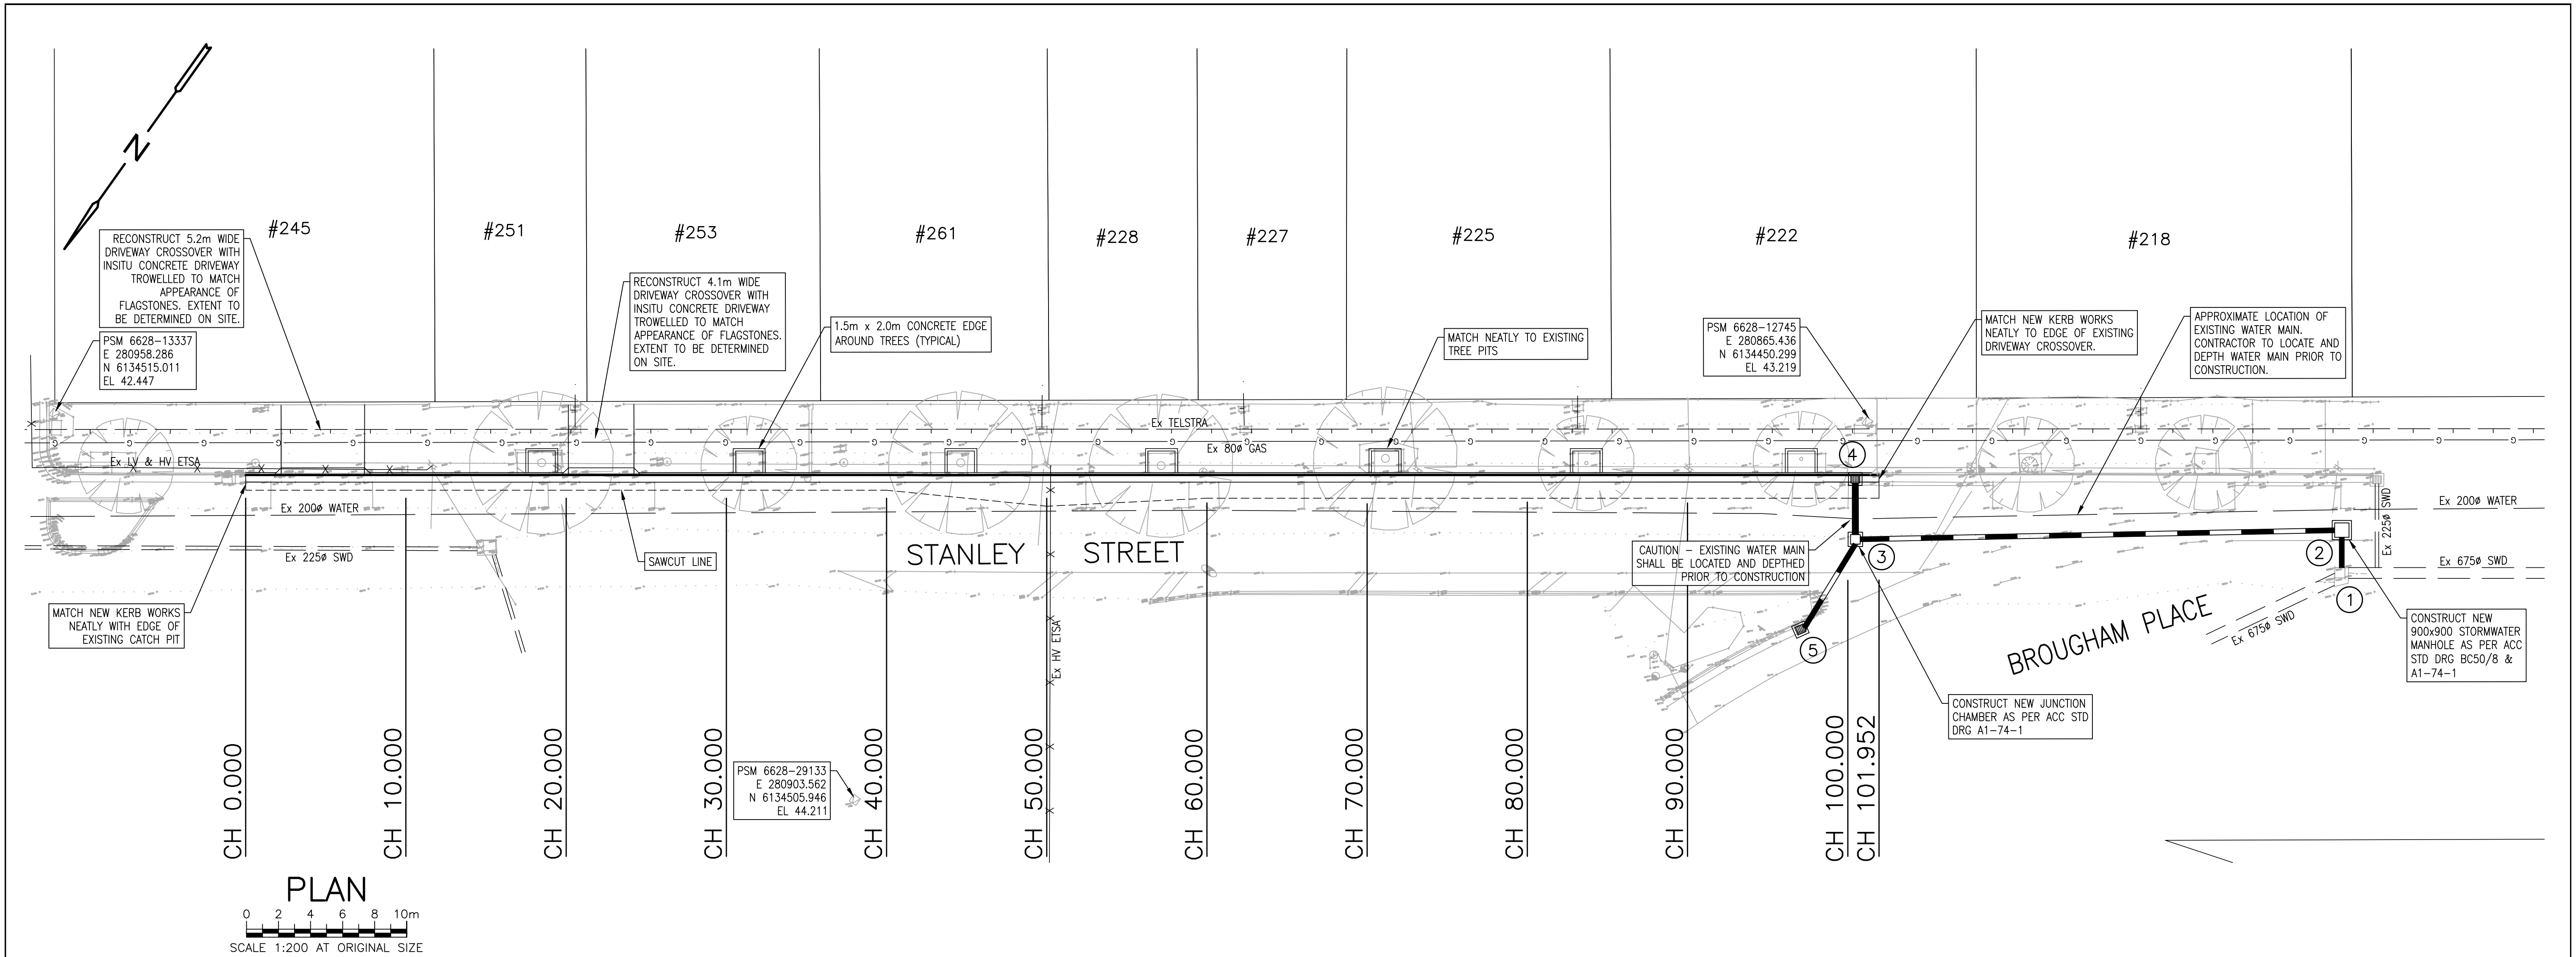 N
#245
#251
#253
#261
#228
#227
#225
#222
#218
RECONSTRUCT 5.2m WIDE
DRIVEWAY CROSSOVER WITH
INSITU CONCRETE DRIVEWAY
TROWELLED TO MATCH
APPEARANCE OF
FLAGSTONES. EXTENT TO
BE DETERMINED ON SITE.
PSM 6628-13337
E 280958.286
N 6134515.011
EL 42.447
RECONSTRUCT 4.1m WIDE
DRIVEWAY CROSSOVER WITH
INSITU CONCRETE DRIVEWAY
TROWELLED TO MATCH
APPEARANCE OF FLAGSTONES.
EXTENT TO BE DETERMINED
ON SITE.
1.5m x 2.0m CONCRETE EDGE
AROUND TREES (TYPICAL)
MATCH NEATLY TO EXISTING
TREE PITS
PSM 6628-12745
E 280865.436
N 6134450.299
EL 43.219
MATCH NEW KERB WORKS
NEATLY TO EDGE OF EXISTING
DRIVEWAY CROSSOVER.
APPROXIMATE LOCATION OF
EXISTING WATER MAIN.
CONTRACTOR TO LOCATE AND
DEPTH WATER MAIN PRIOR TO
CONSTRUCTION.
Ex TELSTRA
Ex 80ø GAS
Ex LV & HV ETSA
4
Ex 200ø WATER
Ex 200ø WATER
Ex 225ø SWD
Ex 225ø SWD
SAWCUT LINE
STANLEY STREET
CAUTION - EXISTING WATER MAIN
SHALL BE LOCATED AND DEPTHED
PRIOR TO CONSTRUCTION
3
2
1
5
Ex 675ø SWD
Ex 675ø SWD
BROUGHAM PLACE
MATCH NEW KERB WORKS
NEATLY WITH EDGE OF
EXISTING CATCH PIT
Ex HV ETSA
CONSTRUCT NEW
900x900 STORMWATER
MANHOLE AS PER ACC
STD DRG BC50/8 &
A1-74-1
CONSTRUCT NEW JUNCTION
CHAMBER AS PER ACC STD
DRG A1-74-1
PSM 6628-29133
E 280903.562
N 6134505.946
EL 44.211
CH 0.000
CH 10.000
CH 20.000
CH 30.000
CH 40.000
CH 50.000
CH 60.000
CH 70.000
CH 80.000
CH 90.000
CH 100.000
CH 101.952
PLAN
0 2 4 6 8 10m
SCALE 1:200 AT ORIGINAL SIZE